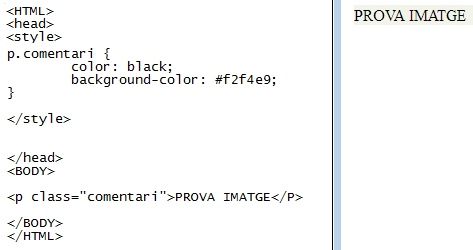 <HTML>
<head>
<style>
p.comentari {
        color: black;
        background-color: #f2f4e9;
}
</style>
</head>
<BODY>
<p class="comentari">PROVA IMATGE</P>
</BODY>
</HTML>
PROVA IMATGE